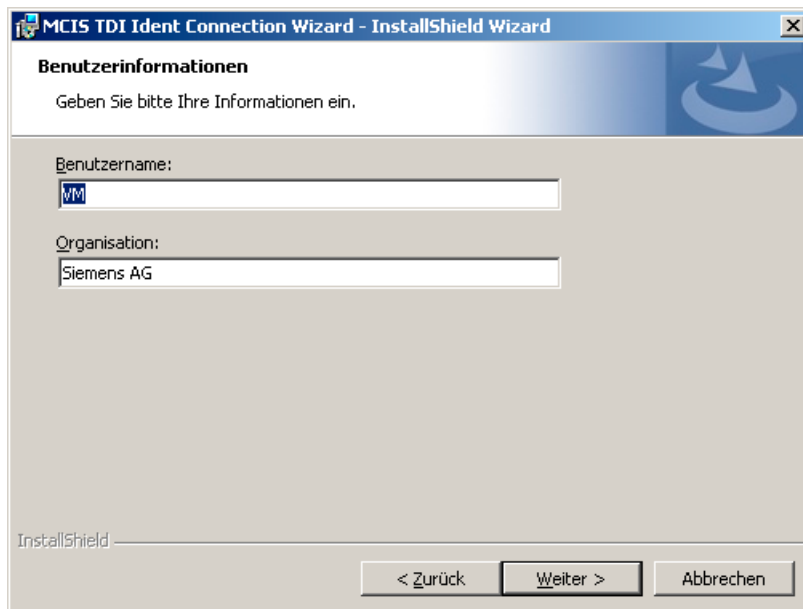 MCIS TDI Ident Connection Wizard - InstallShield Wizard
Benutzerinformationen
Geben Sie bitte Ihre Informationen ein.
Benutzername:
VM
Organisation:
Siemens AG
InstallShield
< Zurück Weiter > Abbrechen